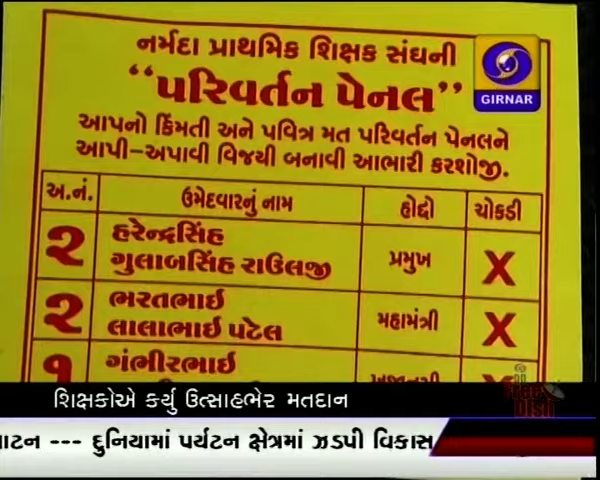 નર્મદા પ્રાથમિક શિક્ષક સંઘની
“પરિવર્તન પેનલ”
GIRNAR
આપનો કિંમતી અને પવિત્ર મત પરિવર્તન પેનલને
આપી-અપાવી વિજયી બનાવી આભારી કરશોજી.
અ.નં. ઉમેદવારનું નામ હોદ્દો ચોકડી
૨ હરેન્દ્રસિંહ ગુલાબસિંહ રાઉલજી પ્રમુખ X
૨ ભરતભાઈ લાલાભાઈ પટેલ મહામંત્રી X
૧ ગંભીરભાઈ
શિક્ષકોએ કર્યુ ઉત્સાહભેર મતદાન
--- દુનિયામાં પર્યટન ક્ષેત્રમાં ઝડપી વિકાસ